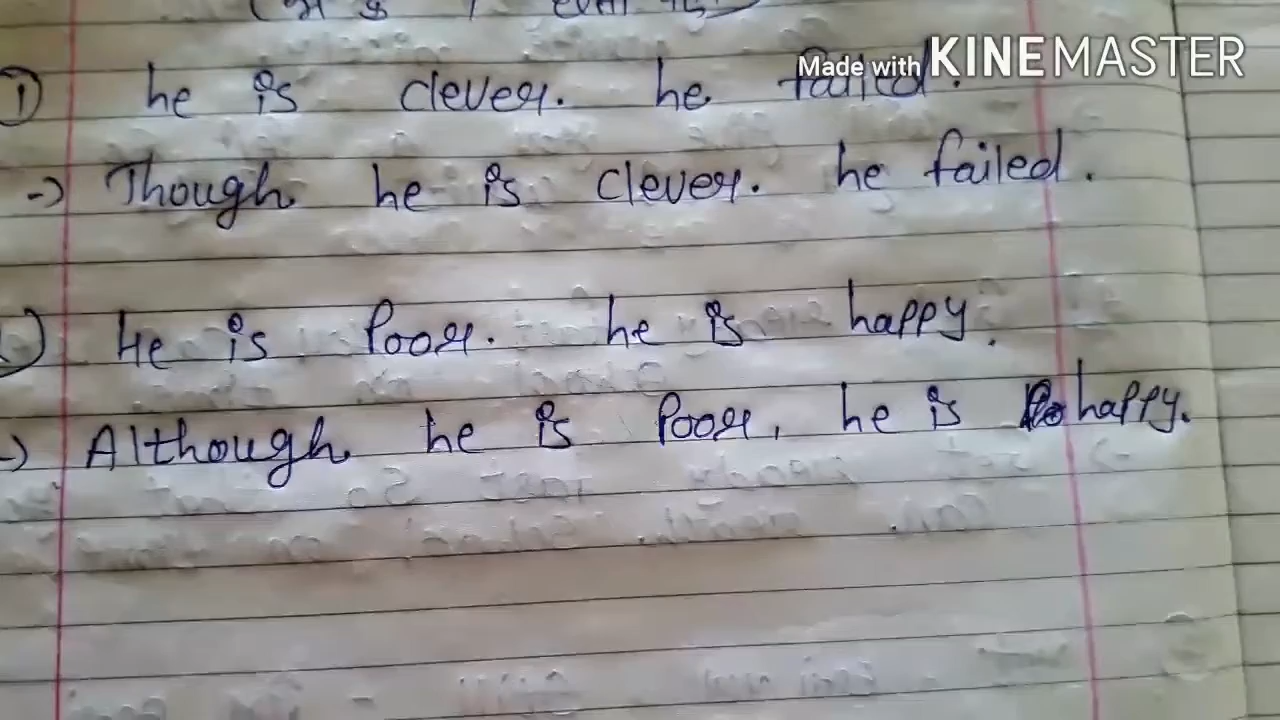 Made with KINEMASTER
① he is clever. he failed.
-> Though he is clever. he failed.
He is Poor. he is happy.
-> Although he is Poor, he is happy.